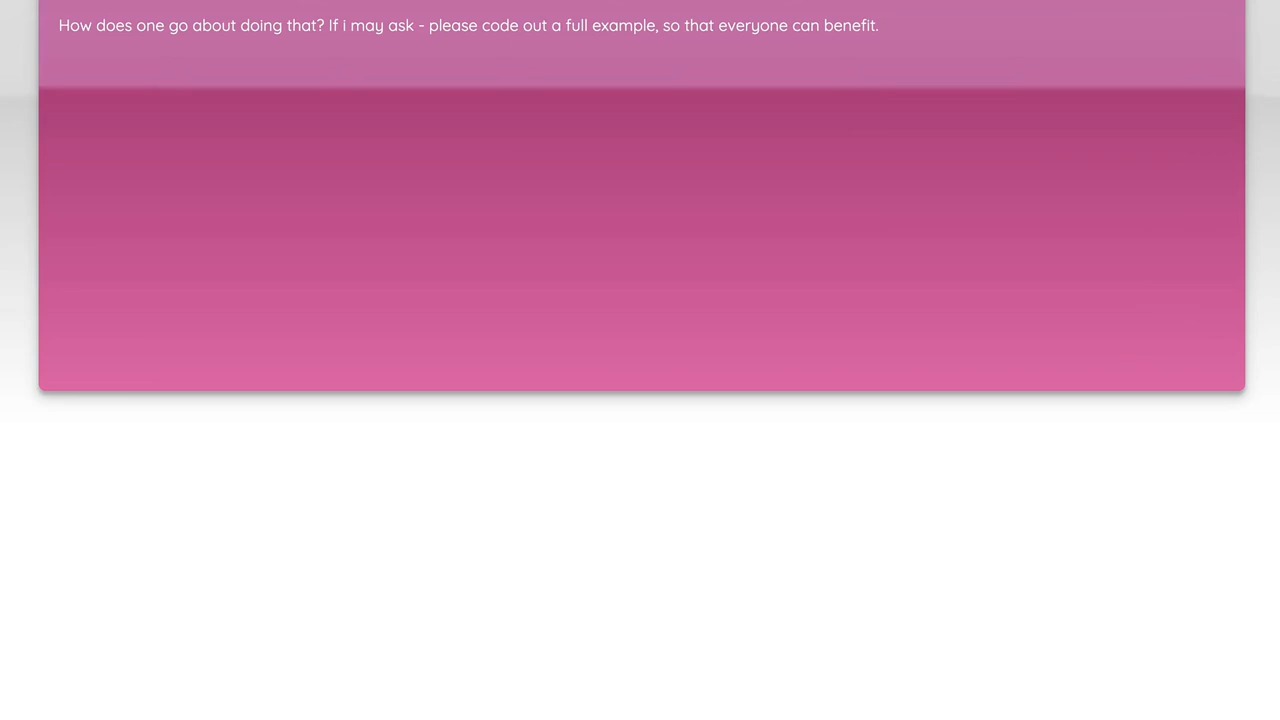 How does one go about doing that? If i may ask - please code out a full example, so that everyone can benefit.